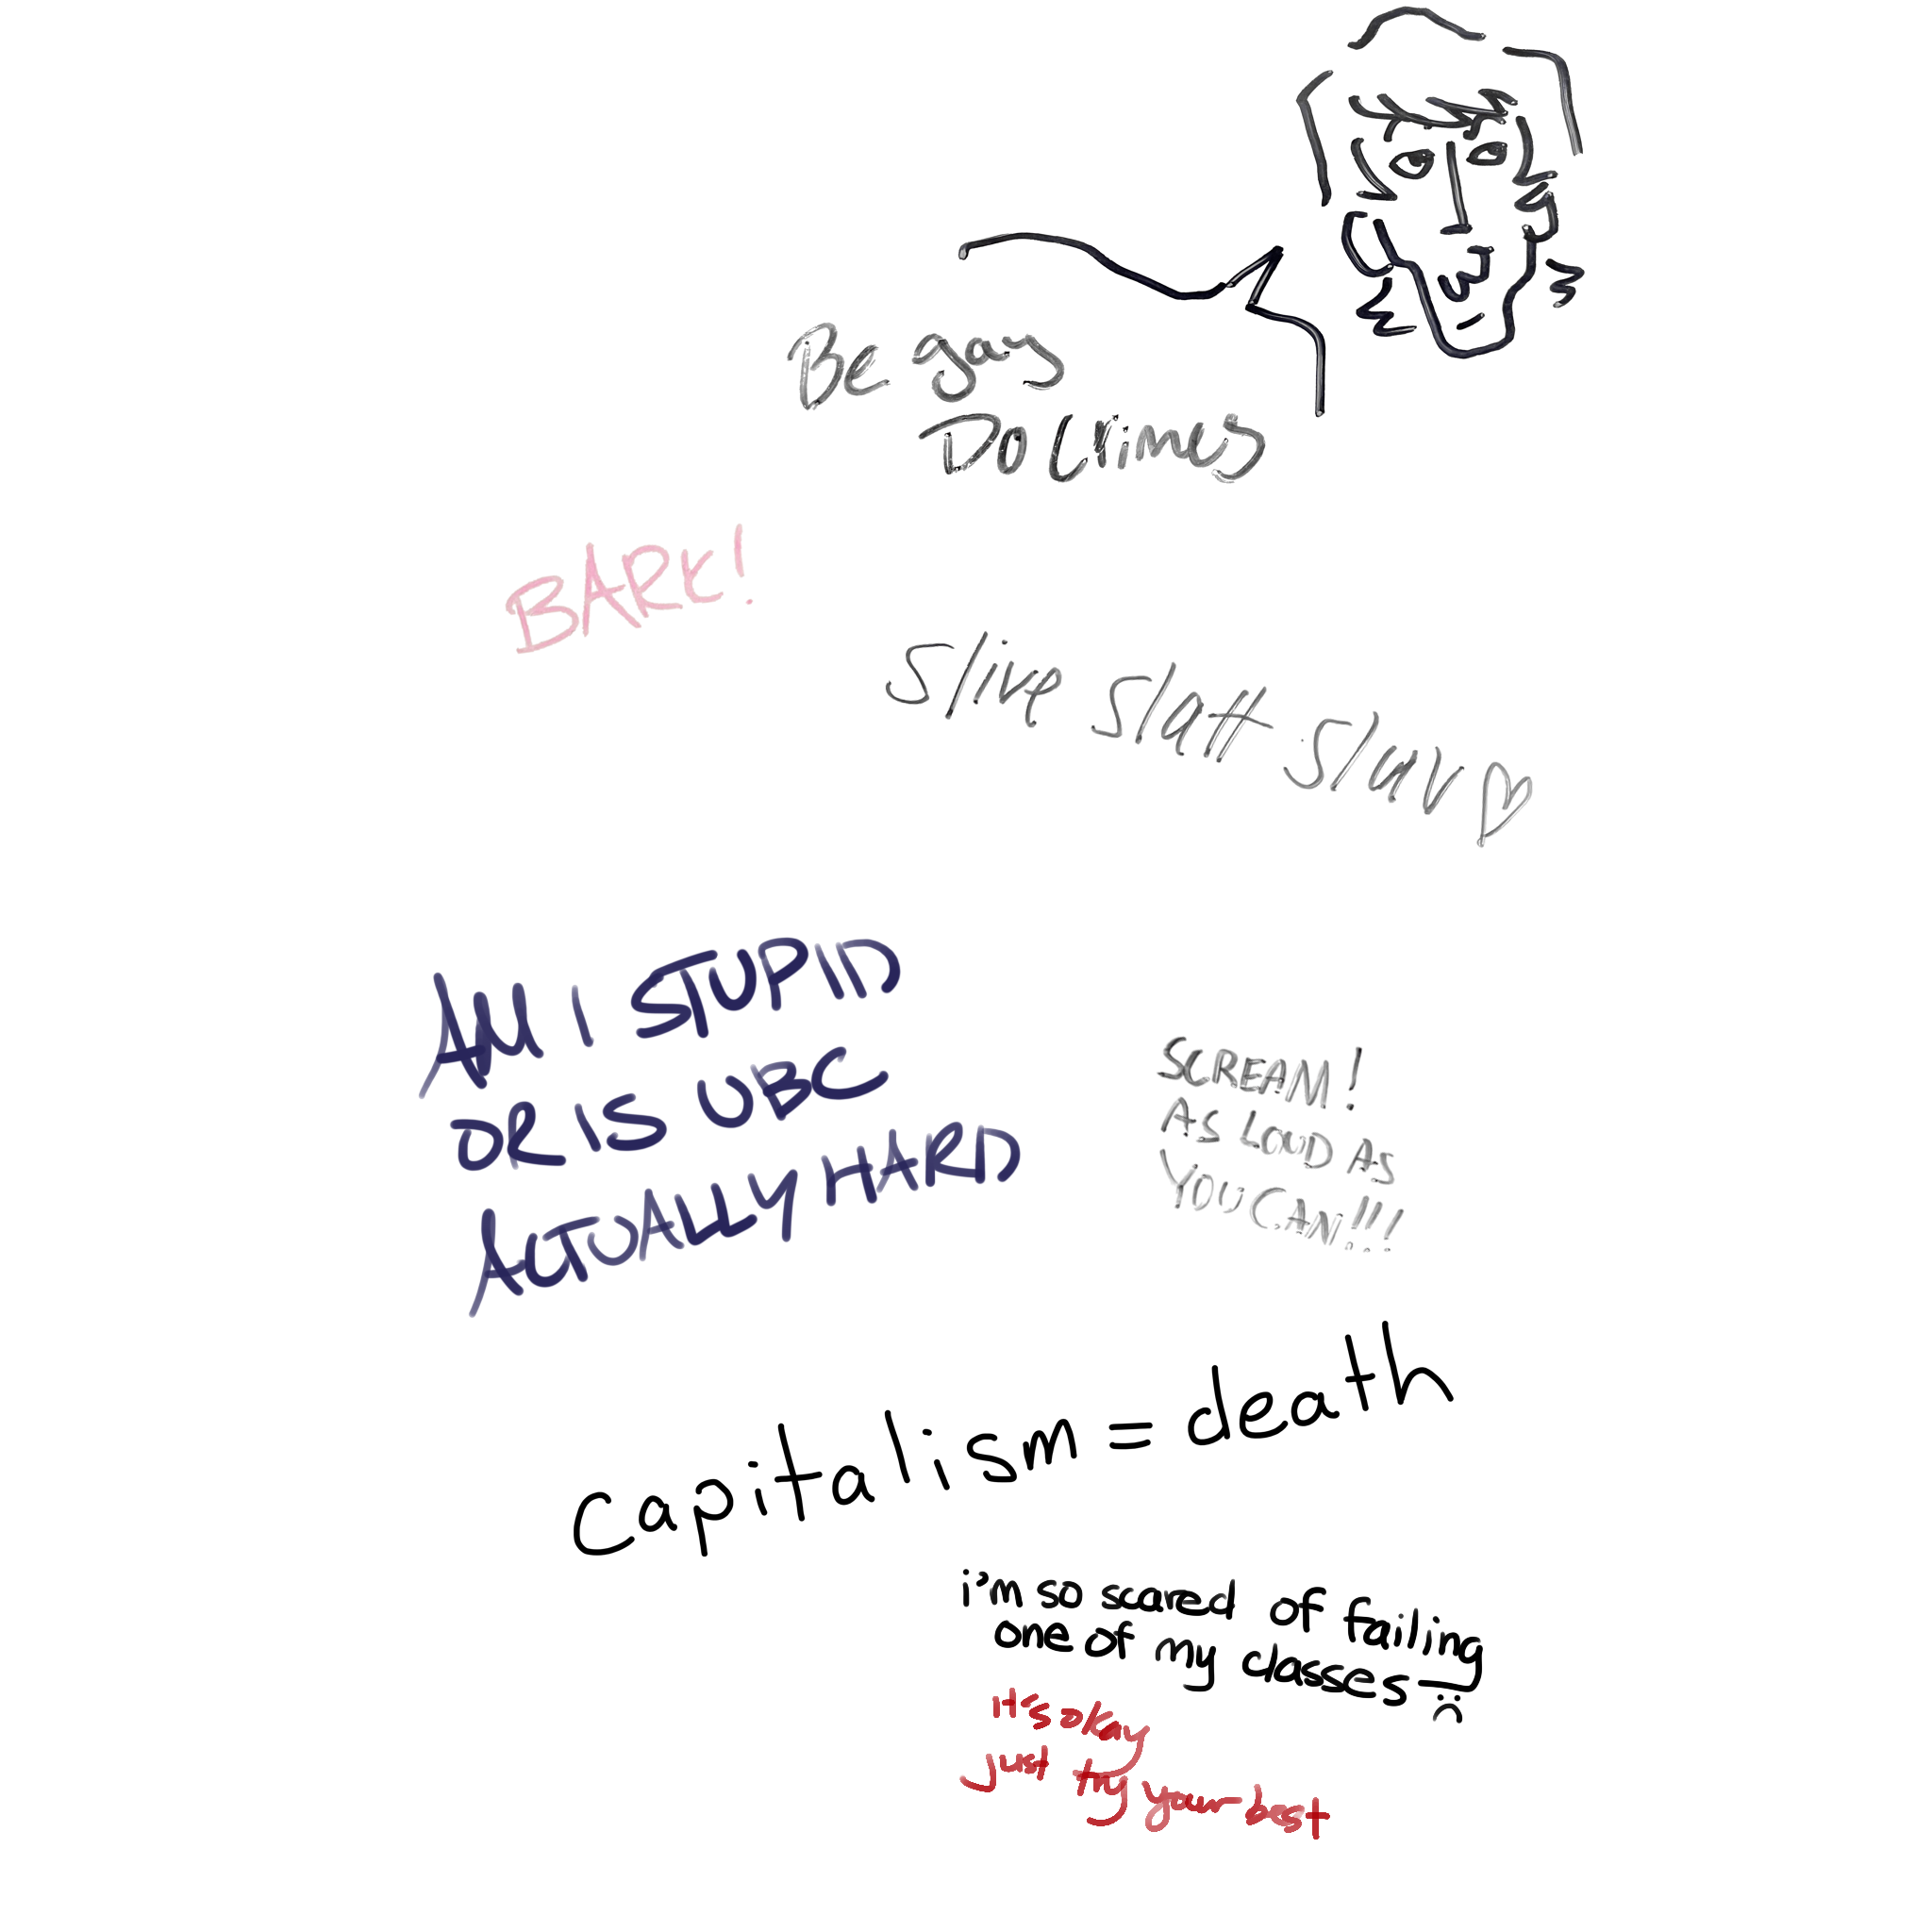 Be gay
Do Crimes
BARK!
Slive Slatt Slav
AM I STUPID
OR IS UBC
ACTUALLY HARD
SCREAM!
AS LOUD AS
YOU CAN!!!
Capitalism = death
i'm so scared of failing
one of my classes
it's okay
just try your best